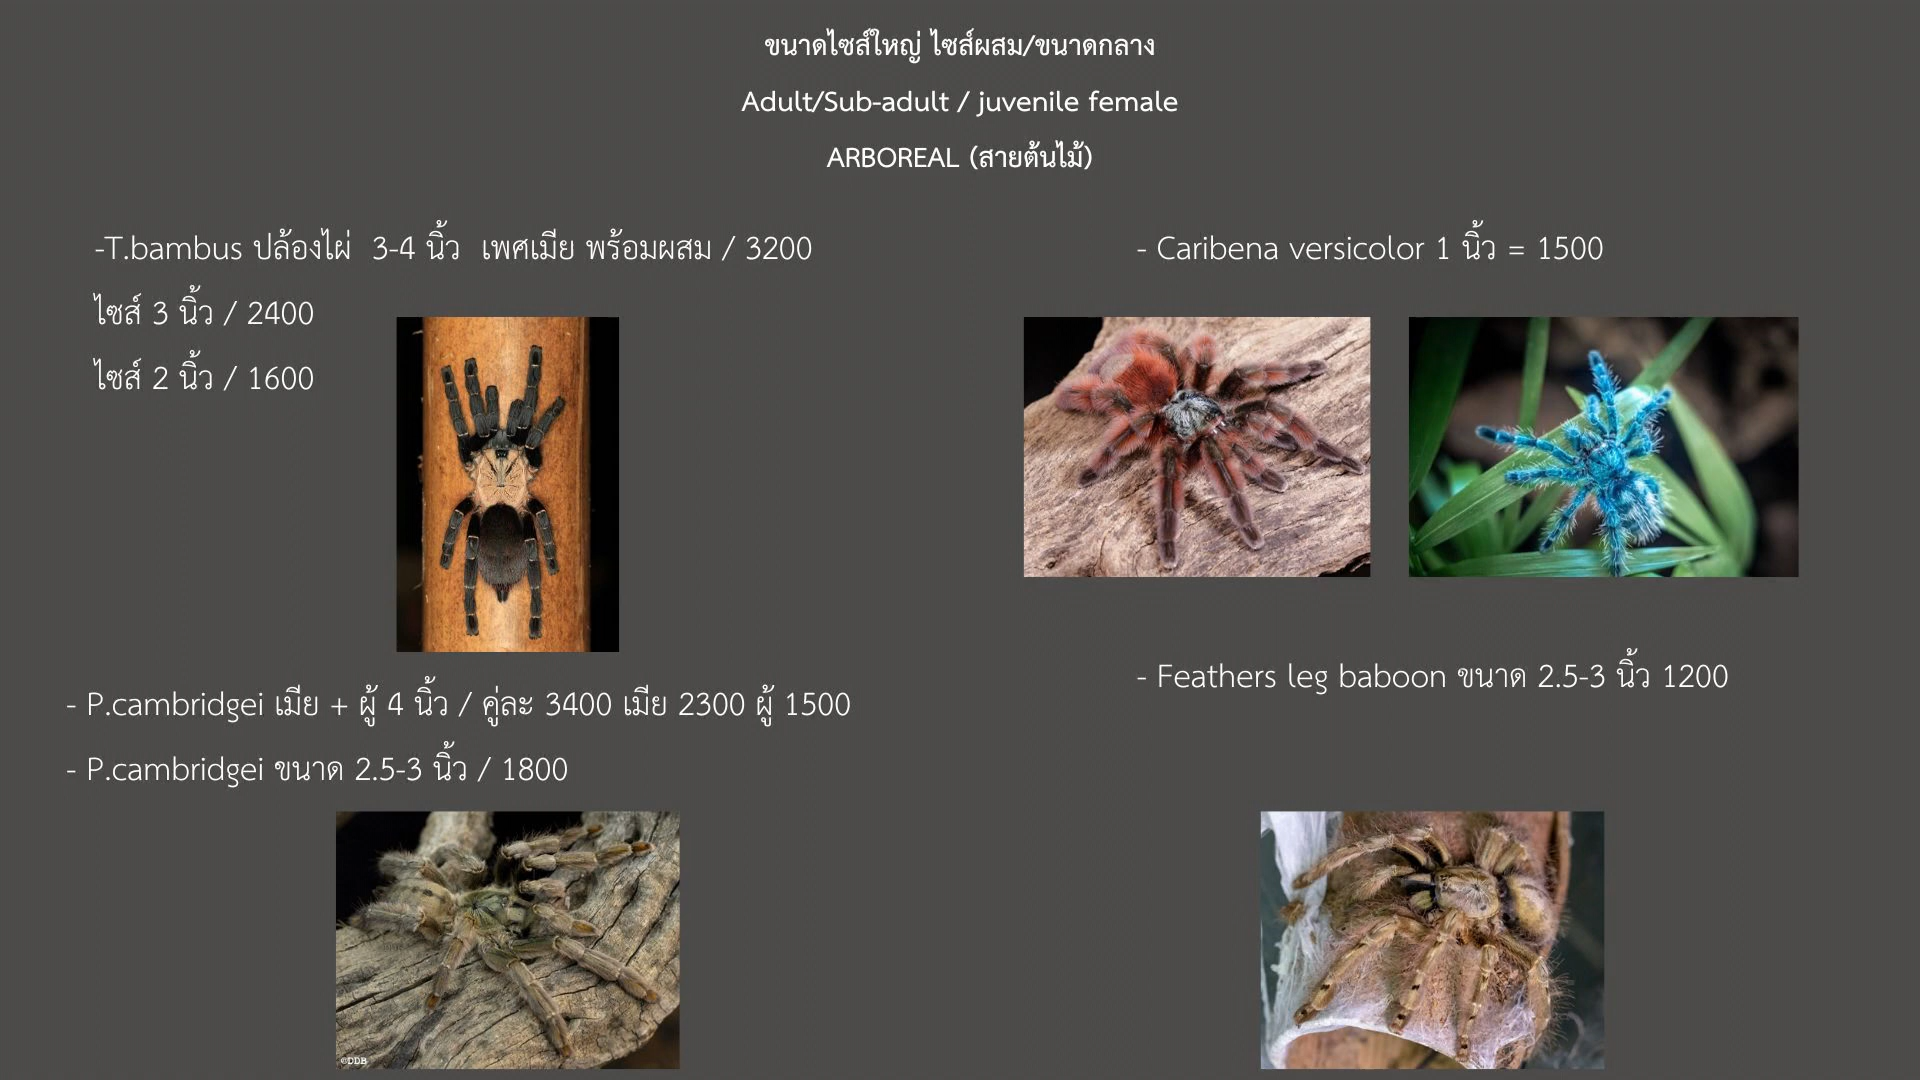 ขนาดไซส์ใหญ่ ไซส์ผสม/ขนาดกลาง
Adult/Sub-adult / juvenile female
ARBOREAL (สายต้นไม้)
-T.bambus ปล้องไผ่ 3-4 นิ้ว เพศเมีย พร้อมผสม / 3200
ไซส์ 3 นิ้ว / 2400
ไซส์ 2 นิ้ว / 1600
- P.cambridgei เมีย + ผู้ 4 นิ้ว / คู่ละ 3400 เมีย 2300 ผู้ 1500
- P.cambridgei ขนาด 2.5-3 นิ้ว / 1800
©DDB
- Caribena versicolor 1 นิ้ว = 1500
- Feathers leg baboon ขนาด 2.5-3 นิ้ว 1200